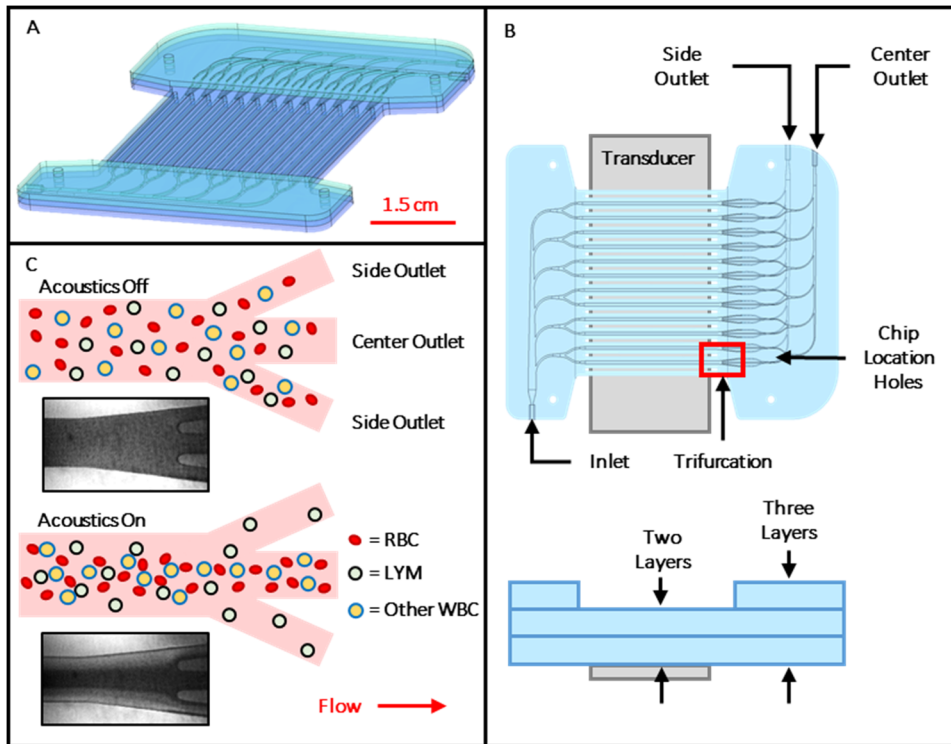 A
1.5 cm
B
Side
Outlet
Center
Outlet
Transducer
Chip
Location
Holes
Inlet
Trifurcation
Two
Layers
Three
Layers
C
Acoustics Off
Side Outlet
Center Outlet
Side Outlet
Acoustics On
= RBC
= LYM
= Other WBC
Flow